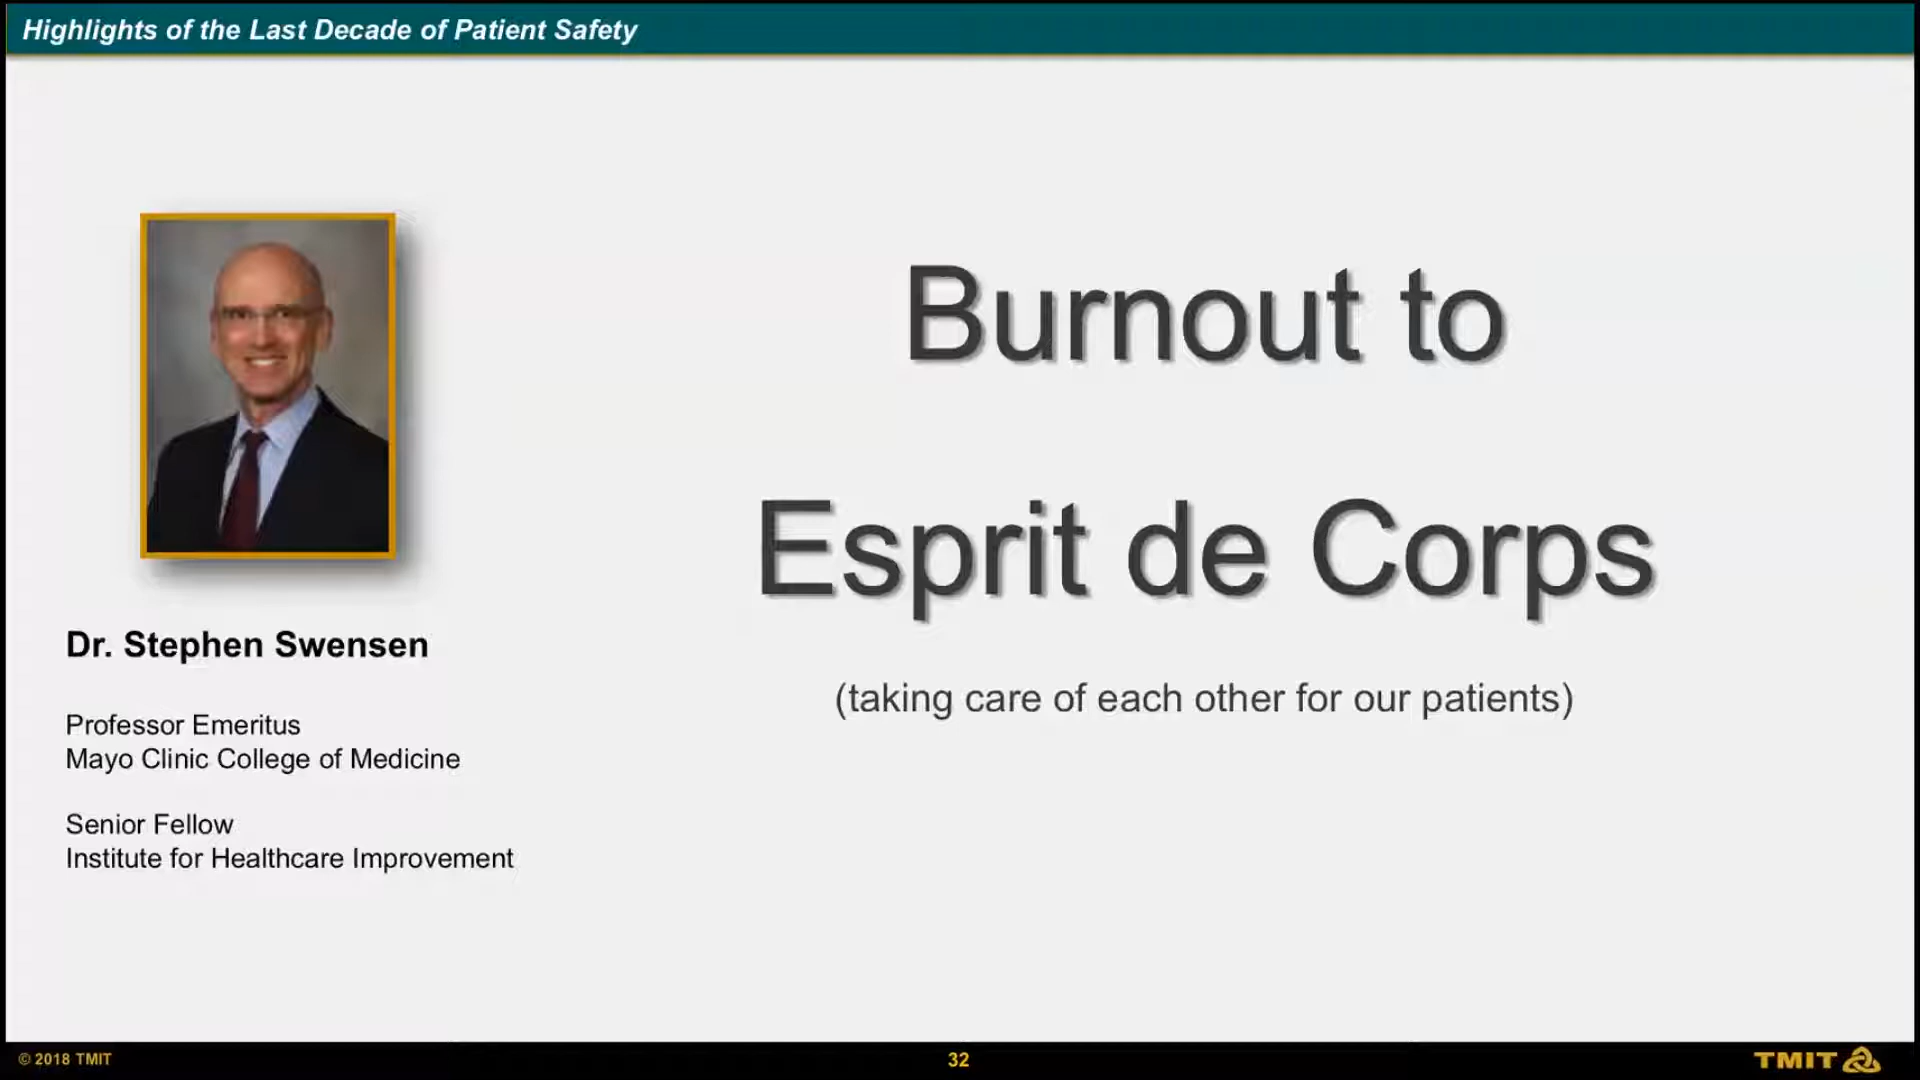 Highlights of the Last Decade of Patient Safety
Burnout to
Esprit de Corps
(taking care of each other for our patients)
Dr. Stephen Swensen
Professor Emeritus
Mayo Clinic College of Medicine
Senior Fellow
Institute for Healthcare Improvement
© 2018 TMIT
32
TMIT